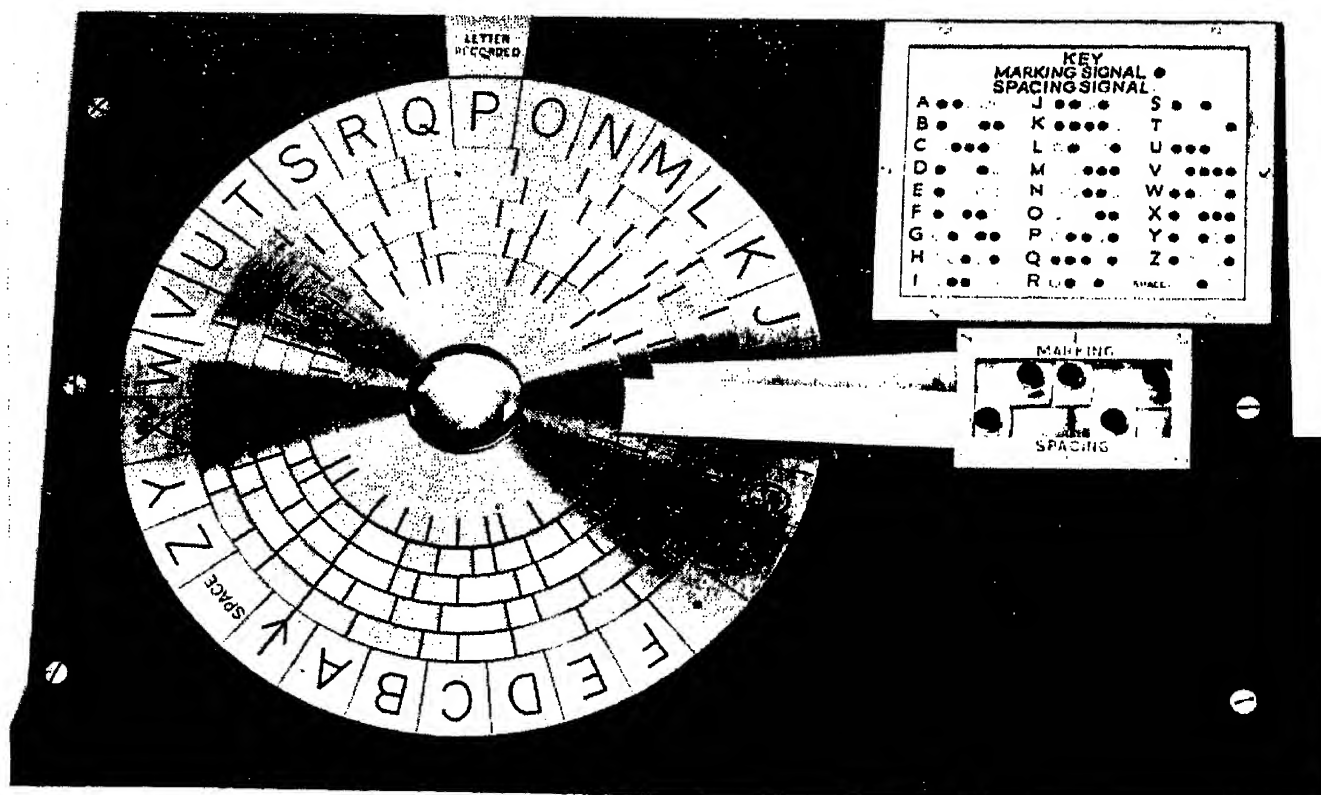 LETTER
RECORDED
KEY
MARKING SIGNAL
SPACING SIGNAL
A J S
B K T
C L U
D M V
E N W
F O X
G P Y
H Q Z
I R SPACE
P O N M L K J
F E D C B A
SPACE
Z Y X W V U T S R Q
MARKING
SPACING